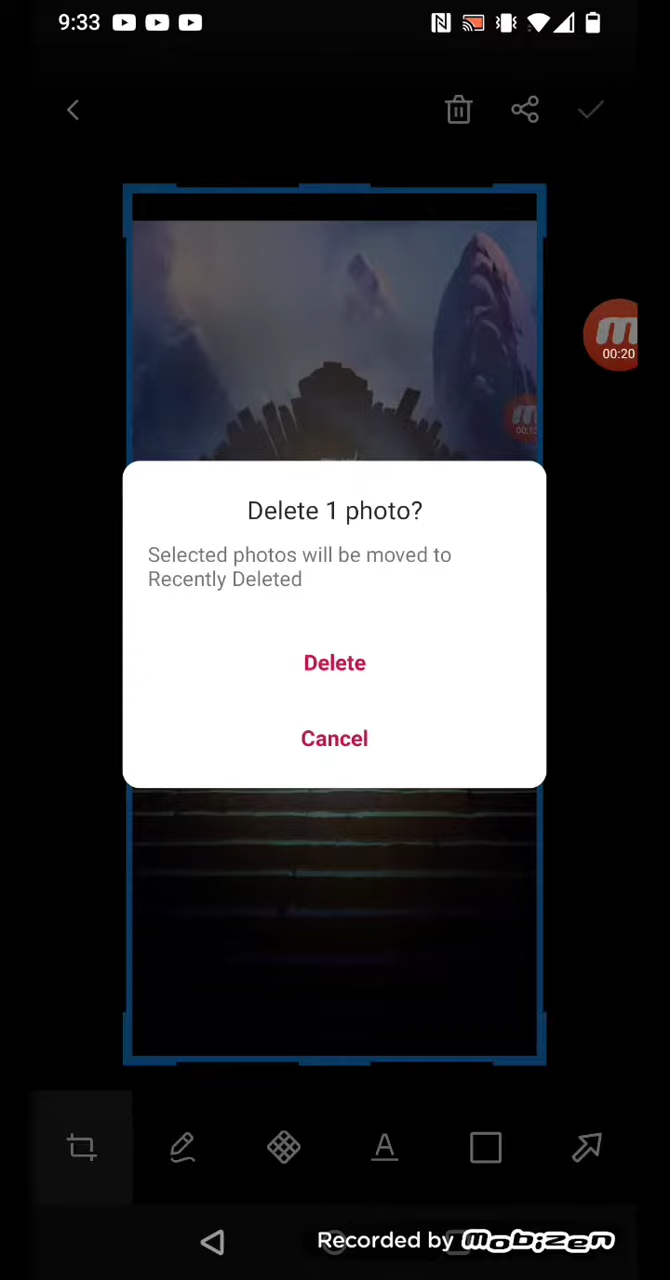 9:33
00:20
Delete 1 photo?
Selected photos will be moved to
Recently Deleted
Delete
Cancel
A
Recorded by mobizen